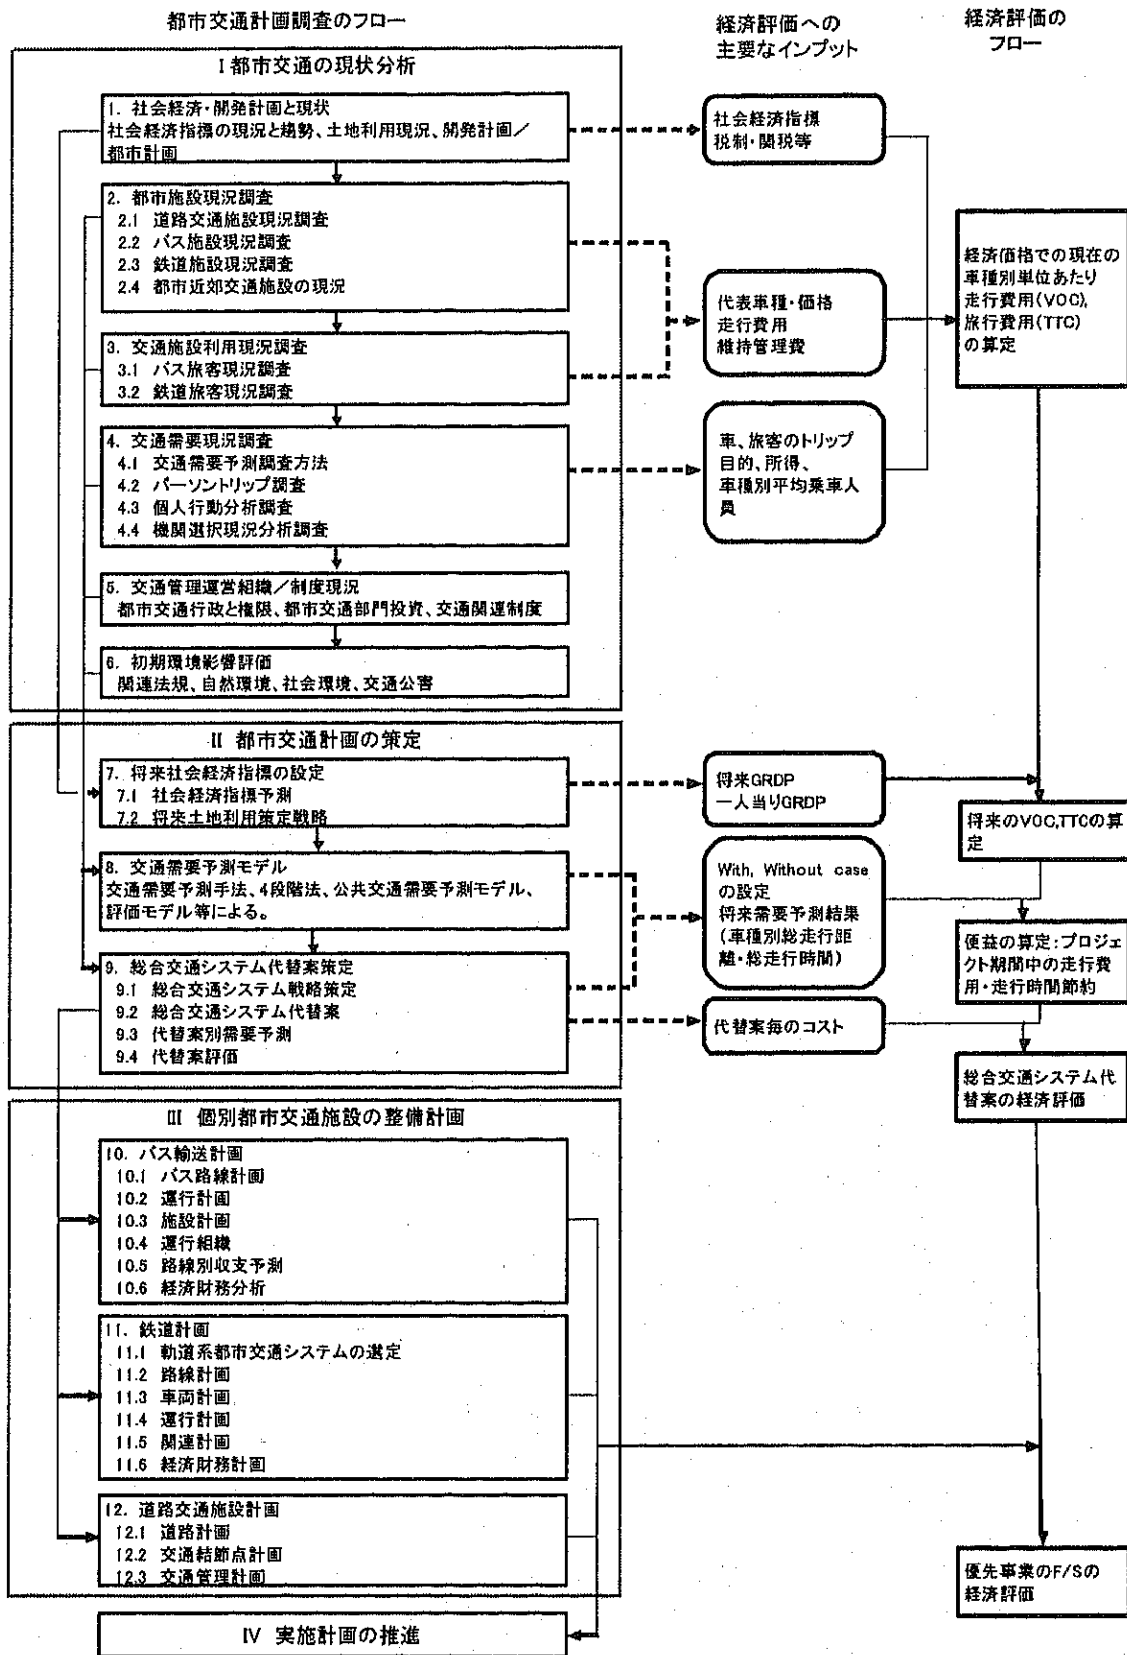 都市交通計画調査のフロー
経済評価への
主要なインプット
経済評価の
フロー
I 都市交通の現状分析
1. 社会経済・開発計画と現状
社会経済指標の現況と趨勢、土地利用現況、開発計画／
都市計画
2. 都市施設現況調査
2.1 道路交通施設現況調査
2.2 バス施設現況調査
2.3 鉄道施設現況調査
2.4 都市近郊交通施設の現況
3. 交通施設利用現況調査
3.1 バス旅客現況調査
3.2 鉄道旅客現況調査
4. 交通需要現況調査
4.1 交通需要予測調査方法
4.2 パーソントリップ調査
4.3 個人行動分析調査
4.4 機関選択現況分析調査
5. 交通管理運営組織／制度現況
都市交通行政と権限、都市交通部門投資、交通関連制度
6. 初期環境影響評価
関連法規、自然環境、社会環境、交通公害
社会経済指標
税制・関税等
代表車種・価格
走行費用
維持管理費
車、旅客のトリップ
目的、所得、
車種別平均乗車人
員
経済価格での現在の
車種別単位あたり
走行費用(VOC),
旅行費用(TTC)
の算定
II 都市交通計画の策定
7. 将来社会経済指標の設定
7.1 社会経済指標予測
7.2 将来土地利用策定戦略
8. 交通需要予測モデル
交通需要予測手法、4段階法、公共交通需要予測モデル、
評価モデル等による。
9. 総合交通システム代替案策定
9.1 総合交通システム戦略策定
9.2 総合交通システム代替案
9.3 代替案別需要予測
9.4 代替案評価
将来GRDP
一人当りGRDP
With, Without case
の設定
将来需要予測結果
(車種別総走行距
離・総走行時間)
代替案毎のコスト
将来のVOC,TTCの算
定
便益の算定：プロジェ
クト期間中の走行費
用・走行時間節約
総合交通システム代
替案の経済評価
III 個別都市交通施設の整備計画
10. バス輸送計画
10.1 バス路線計画
10.2 運行計画
10.3 施設計画
10.4 運行組織
10.5 路線別収支予測
10.6 経済財務分析
11. 鉄道計画
11.1 軌道系都市交通システムの選定
11.2 路線計画
11.3 車両計画
11.4 運行計画
11.5 関連計画
11.6 経済財務計画
12. 道路交通施設計画
12.1 道路計画
12.2 交通結節点計画
12.3 交通管理計画
優先事業のF/Sの
経済評価
IV 実施計画の推進